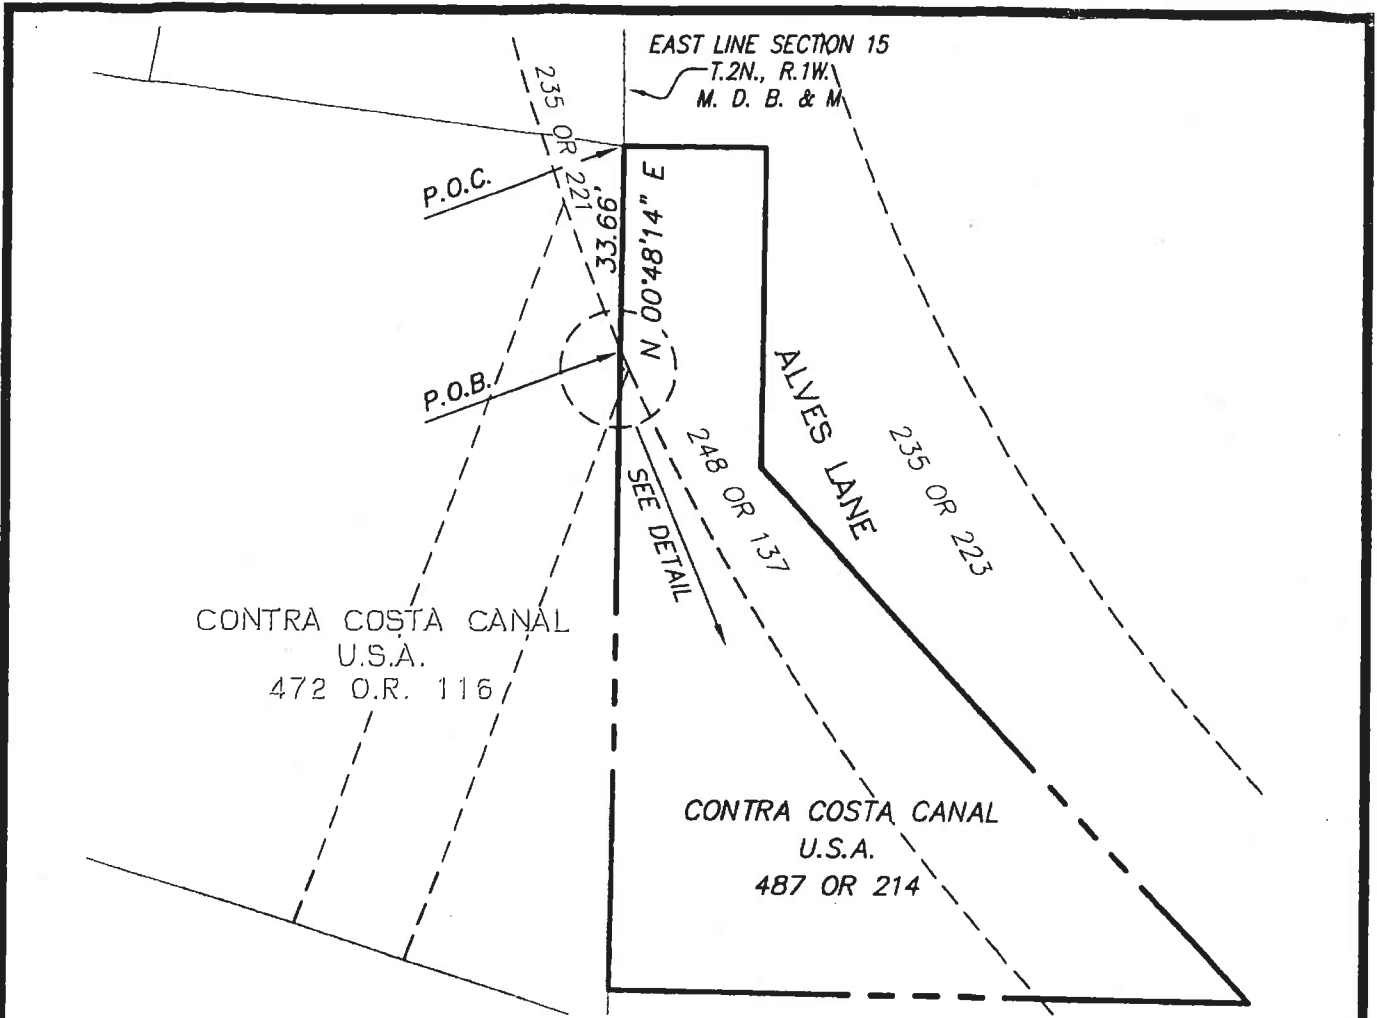 EAST LINE SECTION 15
T.2N., R.1W.
M. D. B. & M
235 OR 221
P.O.C.
33.66'
N 00°48'14" E
P.O.B.
ALVES LANE
235 OR 223
248 OR 137
SEE DETAIL
CONTRA COSTA CANAL
U.S.A.
472 O.R. 116
CONTRA COSTA CANAL
U.S.A.
487 OR 214